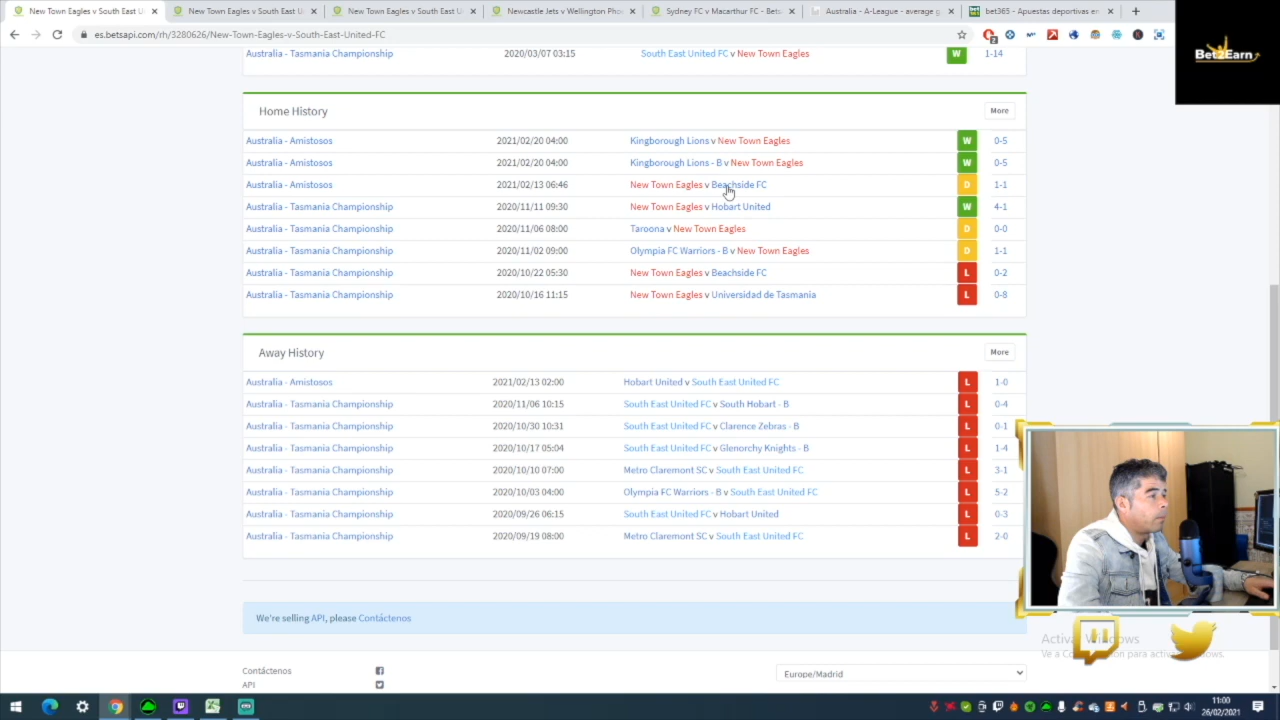 New Town Eagles v South East U
New Town Eagles v South East U
New Town Eagles v South East U
Newcastle Jets v Wellington Pho
Sydney FC v Macarthur FC - Bets
Australia - A-League - average g
bet365 - Apuestas deportivas en
es.betsapi.com/rh/3280626/New-Town-Eagles-v-South-East-United-FC
Bet2Earn
Australia - Tasmania Championship 2020/03/07 03:15 South East United FC v New Town Eagles W 1-14
Home History More
Australia - Amistosos 2021/02/20 04:00 Kingborough Lions v New Town Eagles W 0-5
Australia - Amistosos 2021/02/20 04:00 Kingborough Lions - B v New Town Eagles W 0-5
Australia - Amistosos 2021/02/13 06:46 New Town Eagles v Beachside FC D 1-1
Australia - Tasmania Championship 2020/11/11 09:30 New Town Eagles v Hobart United W 4-1
Australia - Tasmania Championship 2020/11/08 08:00 Taroona v New Town Eagles D 0-0
Australia - Tasmania Championship 2020/11/02 09:00 Olympia FC Warriors - B v New Town Eagles D 1-1
Australia - Tasmania Championship 2020/10/22 05:30 New Town Eagles v Beachside FC L 0-2
Australia - Tasmania Championship 2020/10/16 11:15 New Town Eagles v Universidad de Tasmania L 0-8
Away History More
Australia - Amistosos 2021/02/13 02:00 Hobart United v South East United FC L 1-0
Australia - Tasmania Championship 2020/11/06 10:15 South East United FC v South Hobart - B L 0-4
Australia - Tasmania Championship 2020/10/30 10:31 South East United FC v Clarence Zebras - B L 0-1
Australia - Tasmania Championship 2020/10/17 05:04 South East United FC v Glenorchy Knights - B L 1-4
Australia - Tasmania Championship 2020/10/10 07:00 Metro Claremont SC v South East United FC L 3-1
Australia - Tasmania Championship 2020/10/03 04:00 Olympia FC Warriors - B v South East United FC L 5-2
Australia - Tasmania Championship 2020/09/26 06:15 South East United FC v Hobart United L 0-3
Australia - Tasmania Championship 2020/09/19 08:00 Metro Claremont SC v South East United FC L 2-0
We're selling API, please Contáctenos
Contáctenos
API
Europe/Madrid
Windows
Ve a
para
11:00
26/02/2021